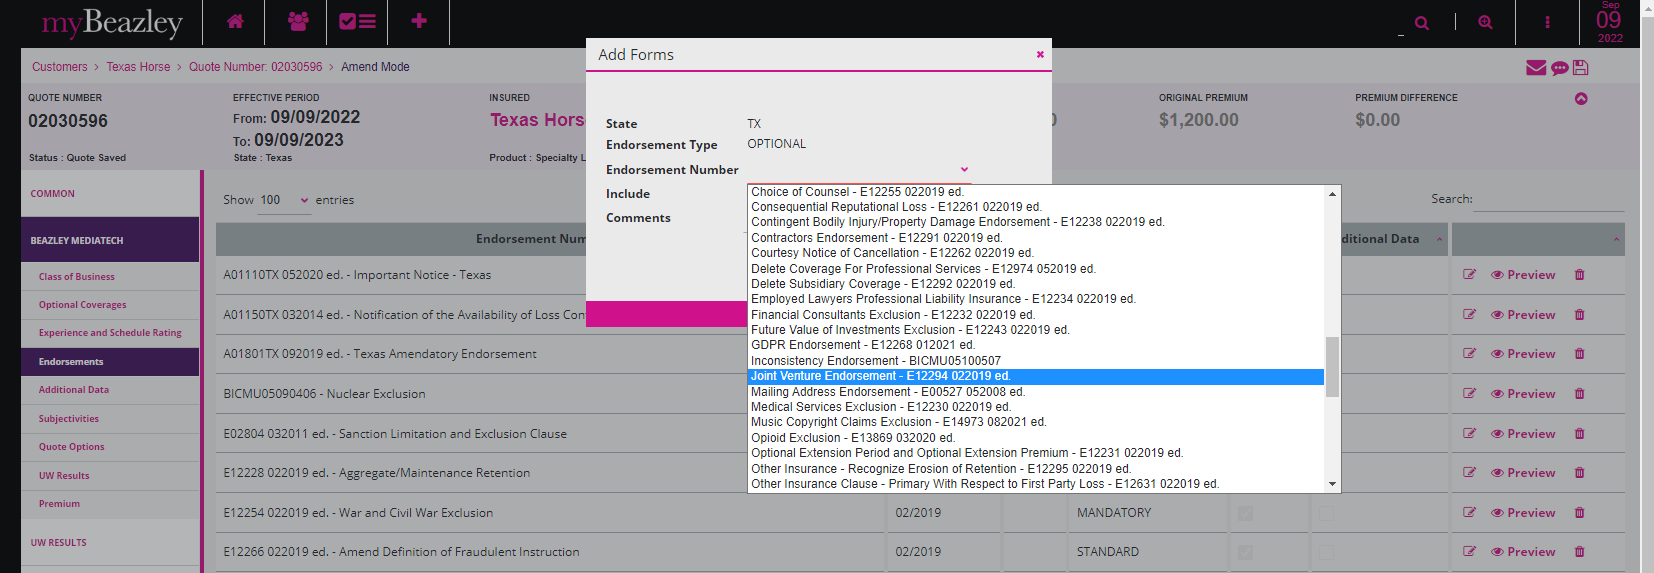 myBeazley
Sep
09
2022
Customers > Texas Horse > Quote Number: 02030596 > Amend Mode
Add Forms
QUOTE NUMBER
02030596
Status : Quote Saved
EFFECTIVE PERIOD
From: 09/09/2022
To: 09/09/2023
State : Texas
INSURED
Texas Hors
Product : Specialty L
ORIGINAL PREMIUM
$1,200.00
PREMIUM DIFFERENCE
$0.00
State TX
Endorsement Type OPTIONAL
Endorsement Number
Include
Comments
COMMON
BEAZLEY MEDIATECH
Class of Business
Optional Coverages
Experience and Schedule Rating
Endorsements
Additional Data
Subjectivities
Quote Options
UW Results
Premium
UW RESULTS
Show 100 entries
Search:
Endorsement Num
ditional Data
A01110TX 052020 ed. - Important Notice - Texas
Preview
A01150TX 032014 ed. - Notification of the Availability of Loss Con
Preview
A01801TX 092019 ed. - Texas Amendatory Endorsement
Preview
BICMU05090406 - Nuclear Exclusion
Preview
E02804 032011 ed. - Sanction Limitation and Exclusion Clause
Preview
E12228 022019 ed. - Aggregate/Maintenance Retention
Preview
E12254 022019 ed. - War and Civil War Exclusion 02/2019 MANDATORY Preview
E12266 022019 ed. - Amend Definition of Fraudulent Instruction 02/2019 STANDARD Preview
Choice of Counsel - E12255 022019 ed.
Consequential Reputational Loss - E12261 022019 ed.
Contingent Bodily Injury/Property Damage Endorsement - E12238 022019 ed.
Contractors Endorsement - E12291 022019 ed.
Courtesy Notice of Cancellation - E12262 022019 ed.
Delete Coverage For Professional Services - E12974 052019 ed.
Delete Subsidiary Coverage - E12292 022019 ed.
Employed Lawyers Professional Liability Insurance - E12234 022019 ed.
Financial Consultants Exclusion - E12232 022019 ed.
Future Value of Investments Exclusion - E12243 022019 ed.
GDPR Endorsement - E12268 012021 ed.
Inconsistency Endorsement - BICMU05100507
Joint Venture Endorsement - E12294 022019 ed.
Mailing Address Endorsement - E00527 052008 ed.
Medical Services Exclusion - E12230 022019 ed.
Music Copyright Claims Exclusion - E14973 082021 ed.
Opioid Exclusion - E13869 032020 ed.
Optional Extension Period and Optional Extension Premium - E12231 022019 ed.
Other Insurance - Recognize Erosion of Retention - E12295 022019 ed.
Other Insurance Clause - Primary With Respect to First Party Loss - E12631 022019 ed.